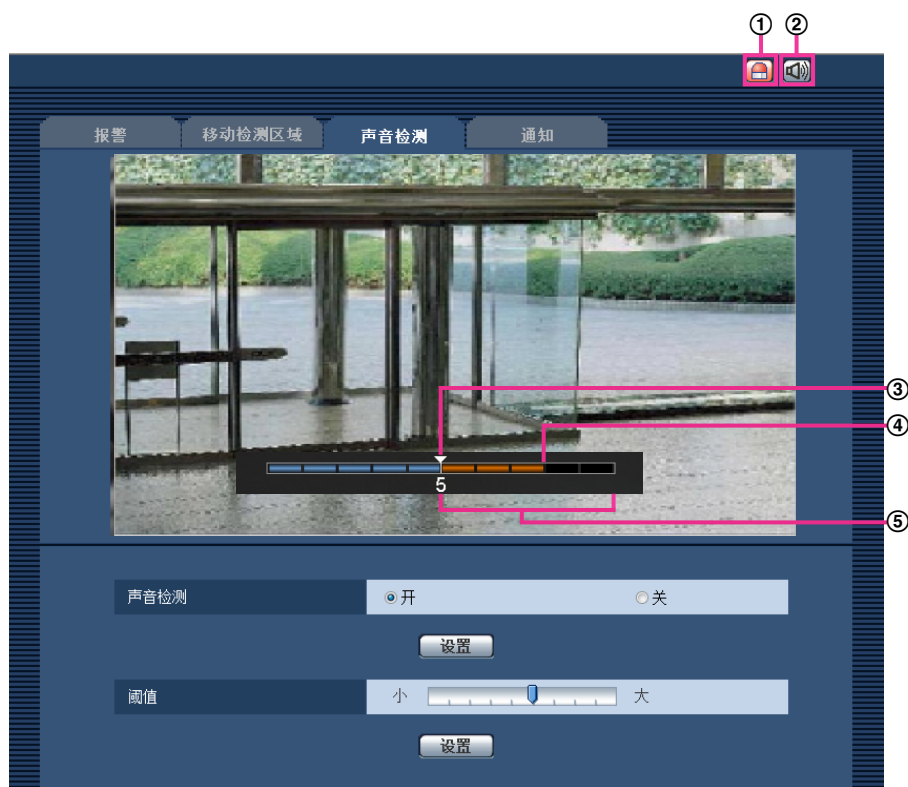 ① ②
报警 移动检测区域 声音检测 通知
③
④
5
⑤
声音检测 开 关
设置
阈值 小 大
设置